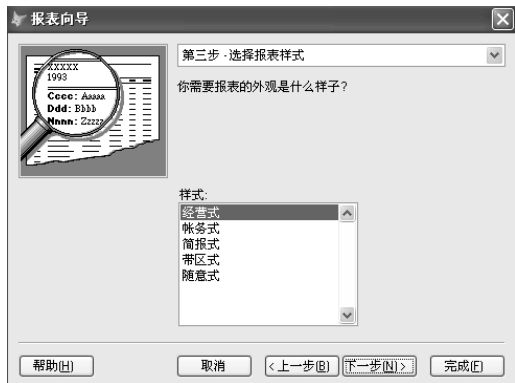 报表向导
第三步 - 选择报表样式
XXXXX
1993
Cccc: Aaaaa
Ddd: Bbbb
Nnnn: Zzzzz
你需要报表的外观是什么样子?
样式:
经营式
帐务式
简报式
带区式
随意式
帮助(H) 取消 <上一步(B) 下一步(N)> 完成(F)